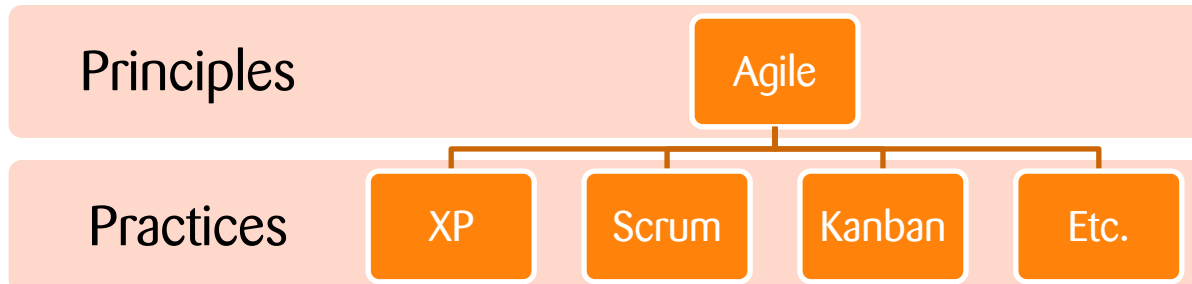 Principles
Agile
Practices
XP
Scrum
Kanban
Etc.